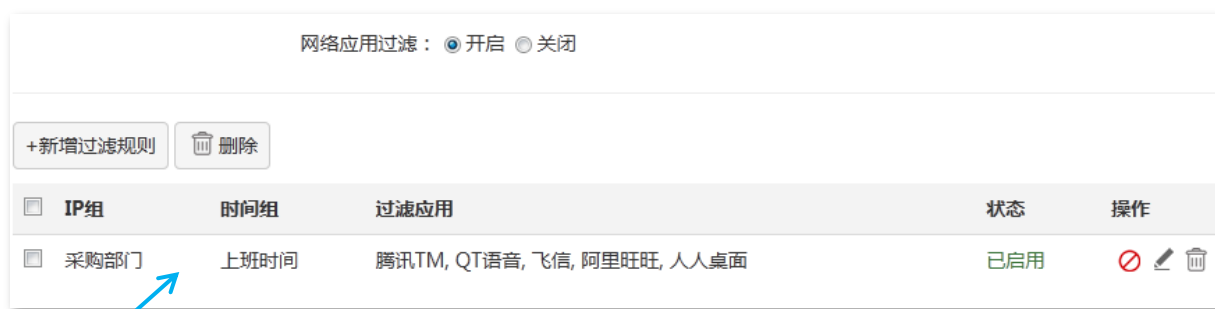 网络应用过滤： 开启 关闭
+新增过滤规则 删除
IP组 时间组 过滤应用 状态 操作
采购部门 上班时间 腾讯TM, QT语音, 飞信, 阿里旺旺, 人人桌面 已启用